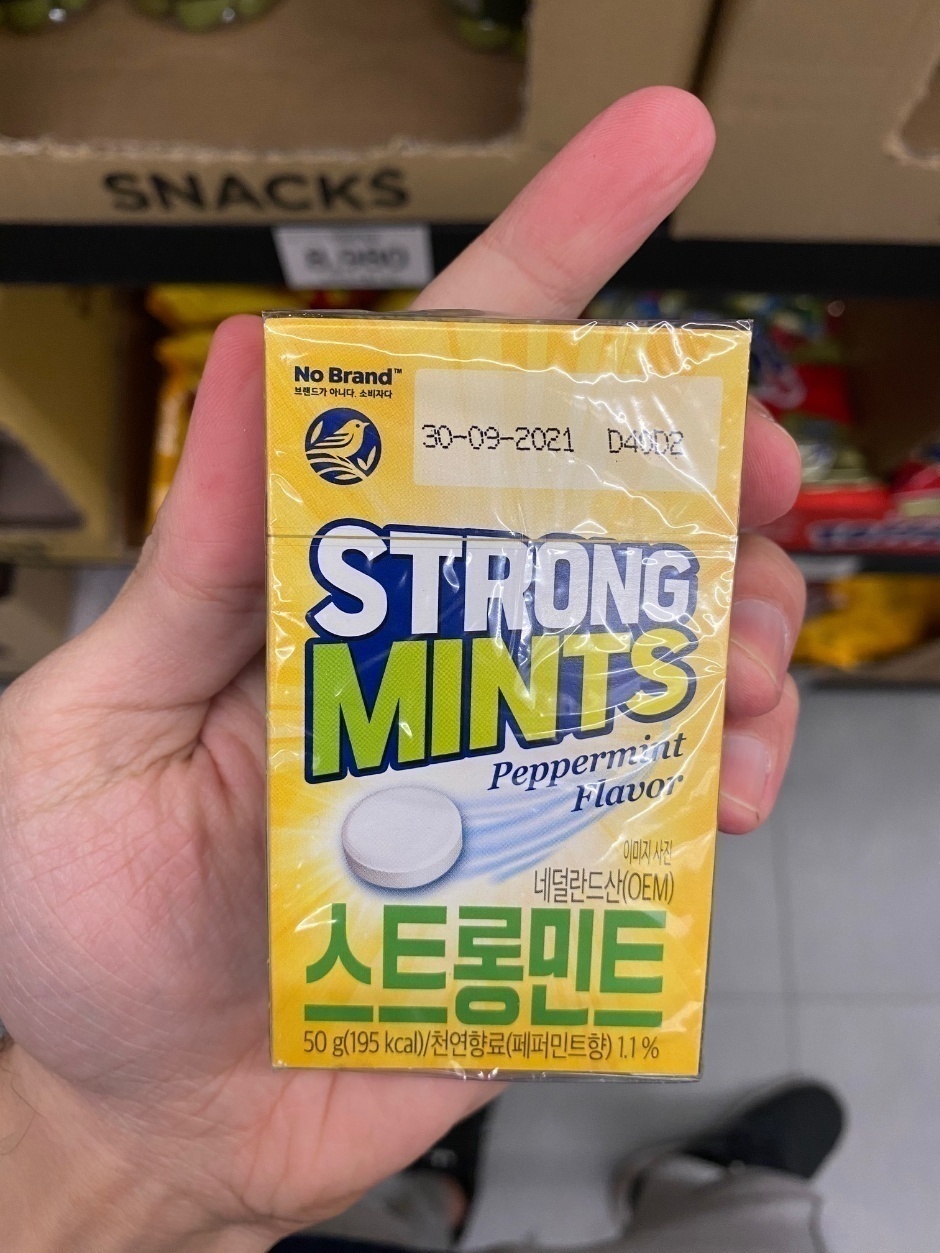 SNACKS
No Brand™
브랜드가 아니다. 소비자다
30-09-2021 D40D2
STRONG
MINTS
Peppermint
Flavor
이미지 사진
네덜란드산(OEM)
스트롱민트
50 g(195 kcal)/천연향료(페퍼민트향) 1.1 %